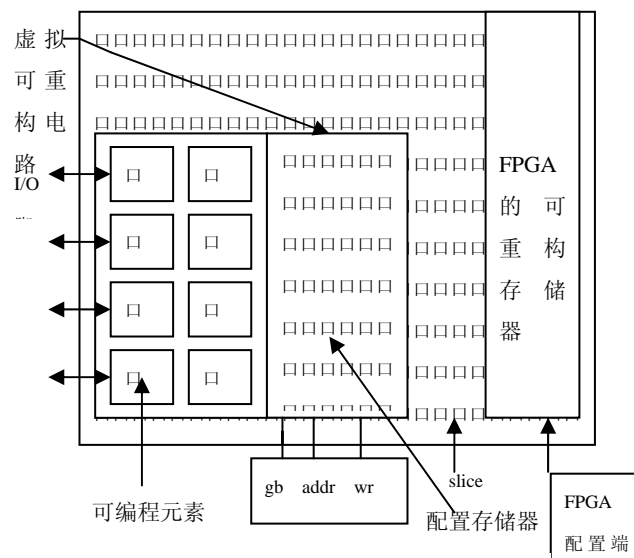 虚拟
可重
构电
路
I/O
FPGA
的可
重构
存储
器
gb addr wr
slice
可编程元素
配置存储器
FPGA
配置端